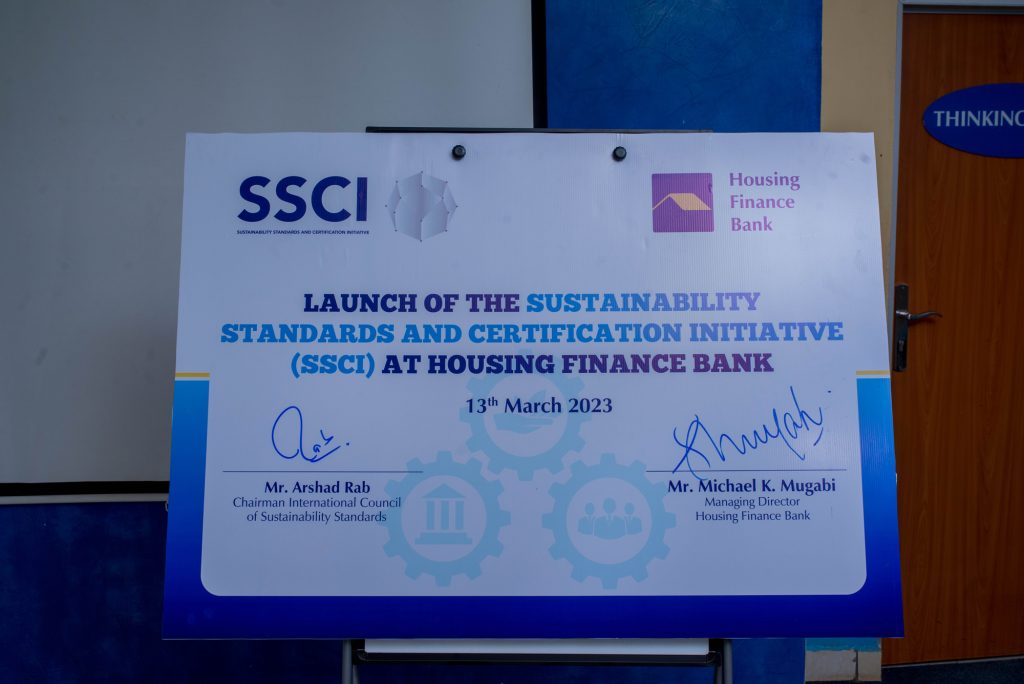 SSCI
SUSTAINABILITY STANDARDS AND CERTIFICATION INITIATIVE
Housing
Finance
Bank
THINKING
LAUNCH OF THE SUSTAINABILITY
STANDARDS AND CERTIFICATION INITIATIVE
(SSCI) AT HOUSING FINANCE BANK
13th March 2023
Mr. Arshad Rab
Chairman International Council
of Sustainability Standards
Mr. Michael K. Mugabi
Managing Director
Housing Finance Bank